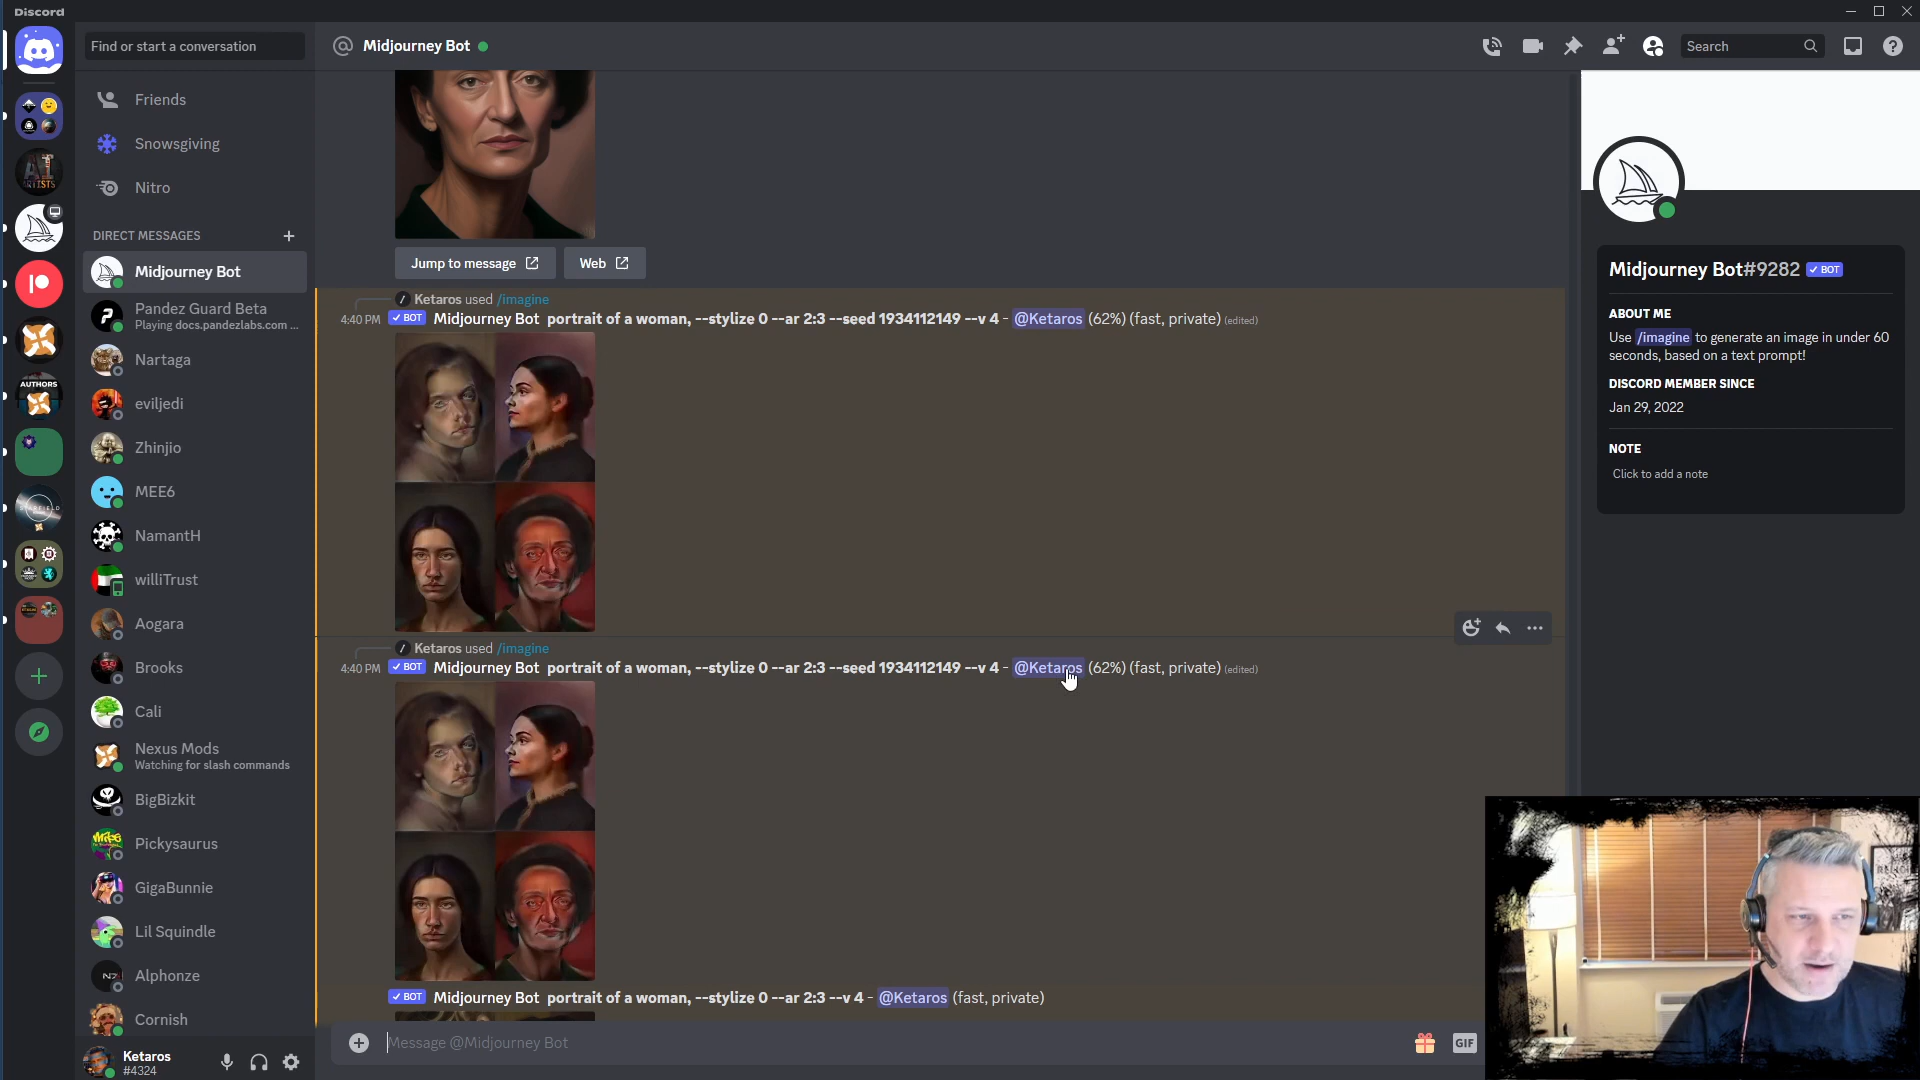 Discord
Find or start a conversation
Midjourney Bot
Search
Friends
Snowsgiving
Nitro
DIRECT MESSAGES
Midjourney Bot
Pandez Guard Beta
Playing docs.pandezlabs.com ...
Nartaga
eviljedi
Zhinjio
MEE6
NamantH
williTrust
Aogara
Brooks
Cali
Nexus Mods
Watching for slash commands
BigBizkit
Pickysaurus
GigaBunnie
Lil Squindle
Alphonze
Cornish
Ketaros
#4324
AI
ARTISTS
AUTHORS
Jump to message
Web
Ketaros used /imagine
4:40 PM BOT Midjourney Bot portrait of a woman, --stylize 0 --ar 2:3 --seed 1934112149 --v 4 - @Ketaros (62%) (fast, private) (edited)
Ketaros used /imagine
4:40 PM BOT Midjourney Bot portrait of a woman, --stylize 0 --ar 2:3 --seed 1934112149 --v 4 - @Ketaros (62%) (fast, private) (edited)
BOT Midjourney Bot portrait of a woman, --stylize 0 --ar 2:3 --v 4 - @Ketaros (fast, private)
Message @Midjourney Bot
GIF
Midjourney Bot#9282 BOT
ABOUT ME
Use /imagine to generate an image in under 60
seconds, based on a text prompt!
DISCORD MEMBER SINCE
Jan 29, 2022
NOTE
Click to add a note